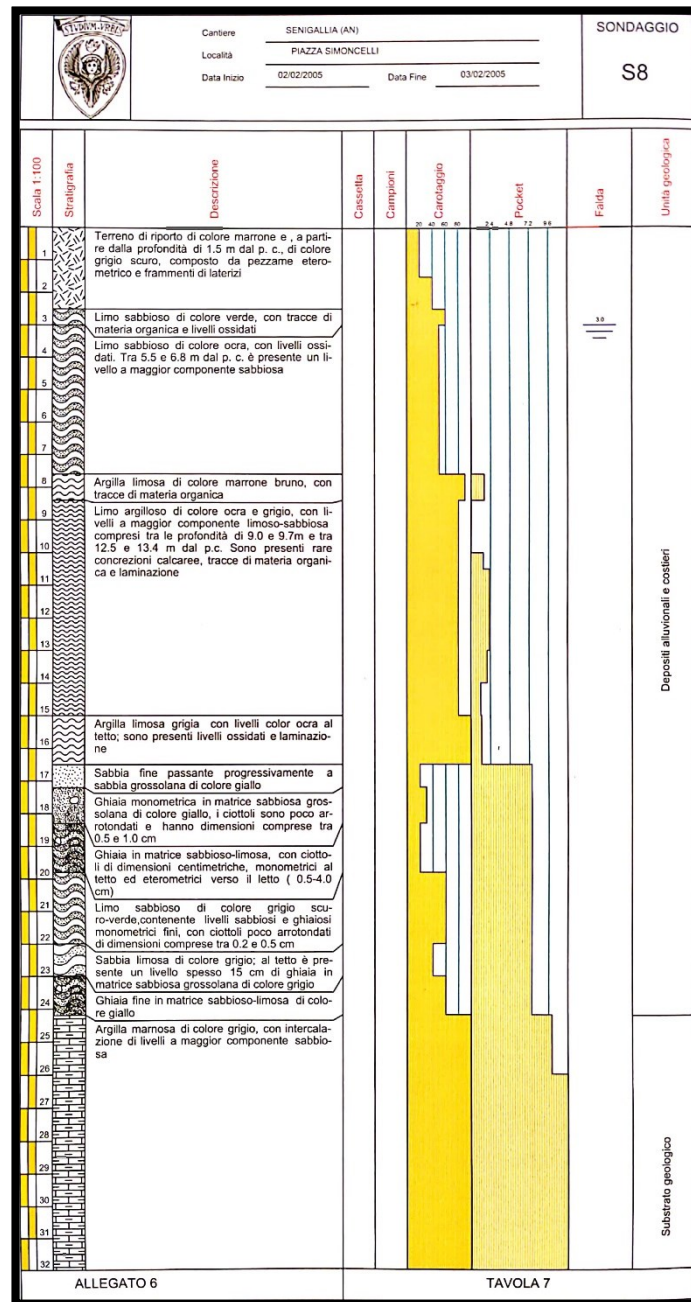 STVDIVM VRBIS
Cantiere SENIGALLIA (AN)
Località PIAZZA SIMONCELLI
Data Inizio 02/02/2005 Data Fine 03/02/2005
SONDAGGIO
S8
Scala 1:100
Stratigrafia
Descrizione
Cassetta
Campioni
Carotaggio
Pocket
Falda
Unità geologica
20 40 60 80
2.4 4.8 7.2 9.6
Terreno di riporto di colore marrone e , a parti-
re dalla profondità di 1.5 m dal p. c., di colore
grigio scuro, composto da pezzame etero-
metrico e frammenti di laterizi
Limo sabbioso di colore verde, con tracce di
materia organica e livelli ossidati
Limo sabbioso di colore ocra, con livelli ossi-
dati. Tra 5.5 e 6.8 m dal p. c. è presente un li-
vello a maggior componente sabbiosa
Argilla limosa di colore marrone bruno, con
tracce di materia organica
Limo argilloso di colore ocra e grigio, con li-
velli a maggior componente limoso-sabbiosa
compresi tra le profondità di 9.0 e 9.7m e tra
12.5 e 13.4 m dal p.c. Sono presenti rare
concrezioni calcaree, tracce di materia organi-
ca e laminazione
Argilla limosa grigia con livelli color ocra al
tetto; sono presenti livelli ossidati e laminazio-
ne
Sabbia fine passante progressivamente a
sabbia grossolana di colore giallo
Ghiaia monometrica in matrice sabbiosa gros-
solana di colore giallo, i ciottoli sono poco ar-
rotondati e hanno dimensioni comprese tra
0.5 e 1.0 cm
Ghiaia in matrice sabbioso-limosa, con ciotto-
li di dimensioni centimetriche, monometrici al
tetto ed eterometrici verso il letto ( 0.5-4.0
cm)
Limo sabbioso di colore grigio scu-
ro-verde,contenente livelli sabbiosi e ghiaiosi
monometrici fini, con ciottoli poco arrotondati
di dimensioni comprese tra 0.2 e 0.5 cm
Sabbia limosa di colore grigio; al tetto è pre-
sente un livello spesso 15 cm di ghiaia in
matrice sabbiosa grossolana di colore grigio
Ghiaia fine in matrice sabbioso-limosa di colo-
re giallo
Argilla marnosa di colore grigio, con intercala-
zione di livelli a maggior componente sabbio-
sa
1
2
3
4
5
6
7
8
9
10
11
12
13
14
15
16
17
18
19
20
21
22
23
24
25
26
27
28
29
30
31
32
3.0
Depositi alluvionali e costieri
Substrato geologico
ALLEGATO 6
TAVOLA 7